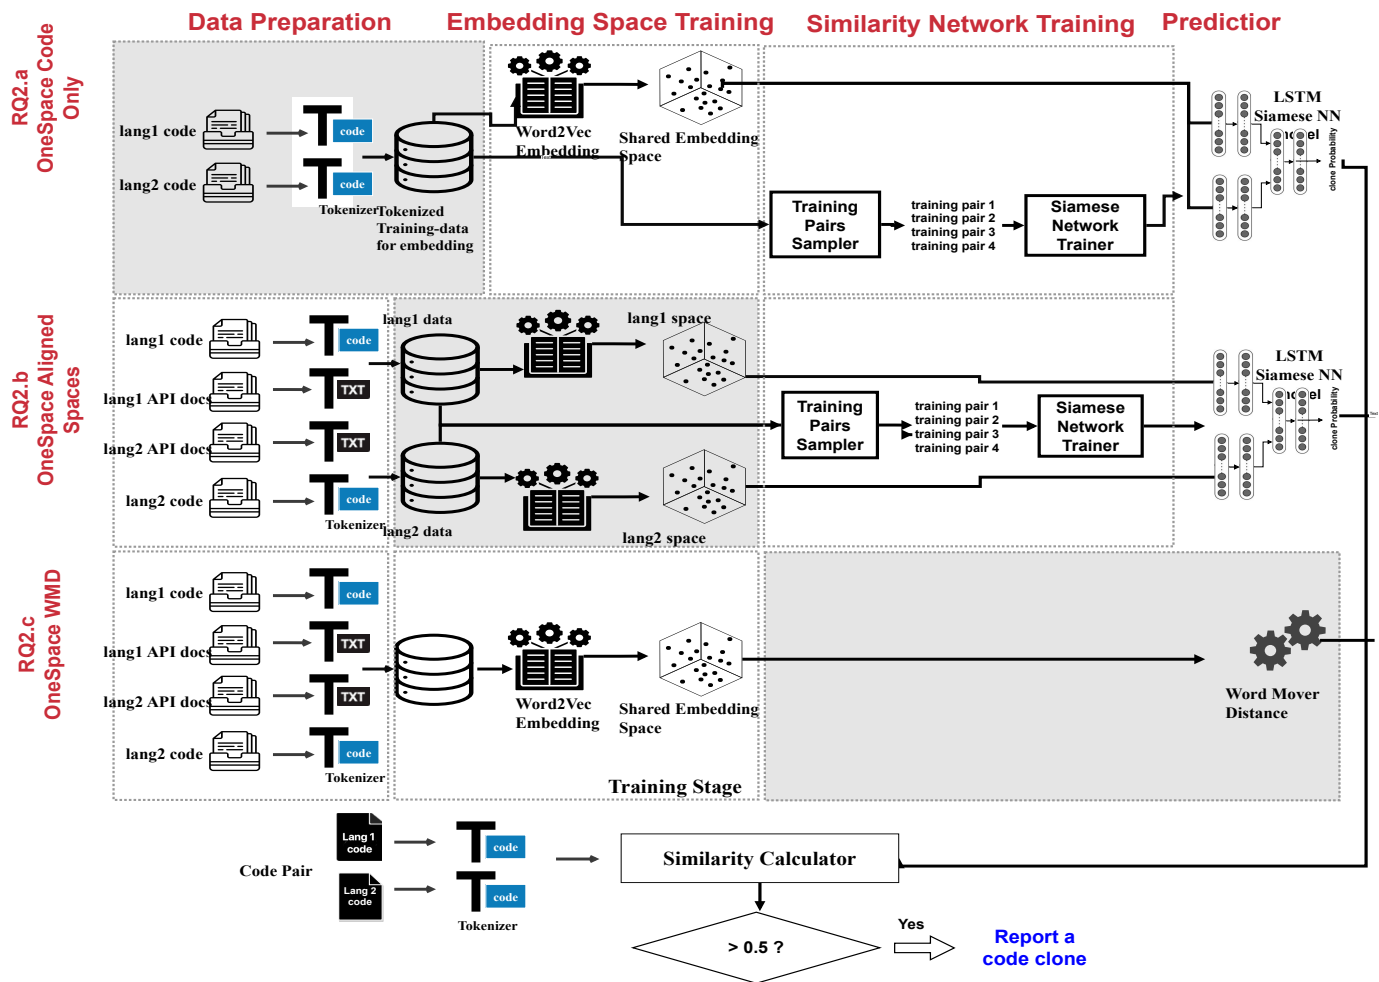 Data Preparation
Embedding Space Training
Similarity Network Training
Predictior
RQ2.a
OneSpace Code
Only
lang1 code
code
lang2 code
code
Tokenizer
Tokenized
Training-data
for embedding
Word2Vec
Embedding
Shared Embedding
Space
Training
Pairs
Sampler
training pair 1
training pair 2
training pair 3
training pair 4
Siamese
Network
Trainer
LSTM
Siamese NN
clone Probability
RQ2.b
OneSpace Aligned
Spaces
lang1 code
code
lang1 API docs
TXT
lang2 API docs
TXT
lang2 code
code
Tokenizer
lang1 data
lang2 data
lang1 space
lang2 space
Training
Pairs
Sampler
training pair 1
training pair 2
training pair 3
training pair 4
Siamese
Network
Trainer
LSTM
Siamese NN
clone Probability
RQ2.c
OneSpace WMD
lang1 code
code
lang1 API docs
TXT
lang2 API docs
TXT
lang2 code
code
Tokenizer
Word2Vec
Embedding
Shared Embedding
Space
Training Stage
Word Mover
Distance
Code Pair
Lang 1
code
code
Lang 2
code
code
Tokenizer
Similarity Calculator
> 0.5 ?
Yes
Report a
code clone